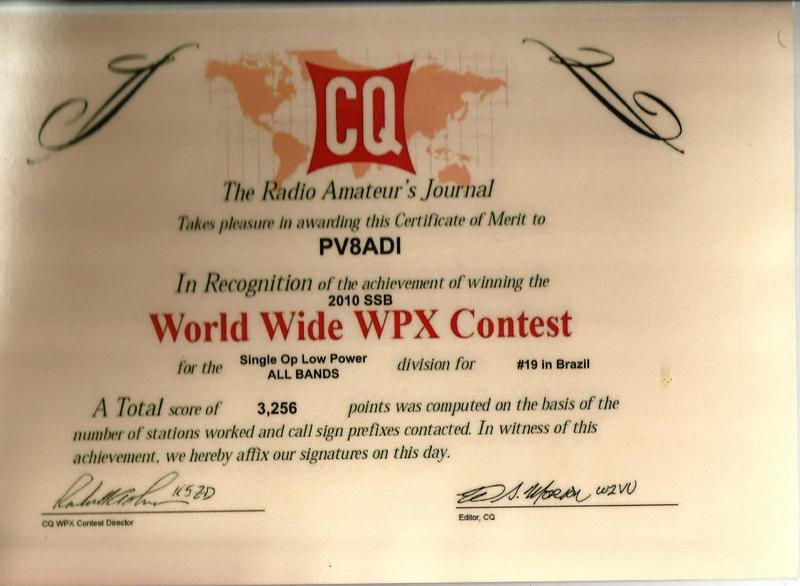 CQ
The Radio Amateur's Journal
Takes pleasure in awarding this Certificate of Merit to
PV8ADI
In Recognition of the achievement of winning the
2010 SSB
World Wide WPX Contest
for the Single Op Low Power ALL BANDS division for #19 in Brazil
A Total score of 3,256 points was computed on the basis of the
number of stations worked and call sign prefixes contacted. In witness of this
achievement, we hereby affix our signatures on this day.
K5ZD
W2VU
CQ WPX Contest Director
Editor, CQ